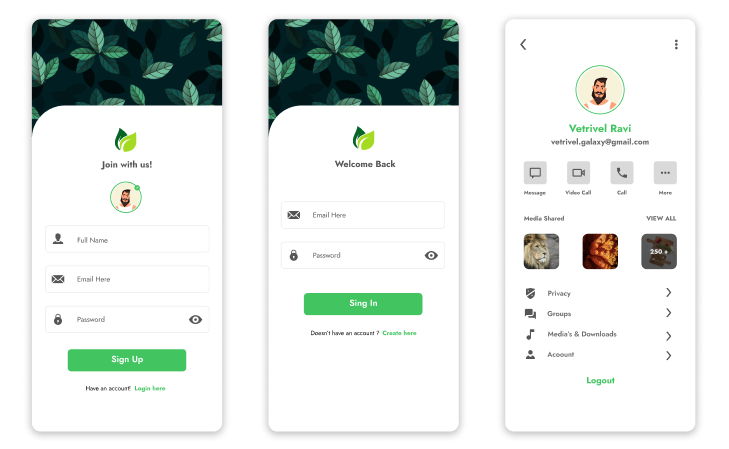 Join with us!
Full Name
Email Here
Password
Sign Up
Have an account! Login here
Welcome Back
Email Here
Password
Sing In
Doesn't have an account ? Create here
Vetrivel Ravi
vetrivel.galaxy@gmail.com
Message Video Call Call More
Media Shared VIEW ALL
250 +
Privacy
Groups
Media's & Downloads
Acoount
Logout